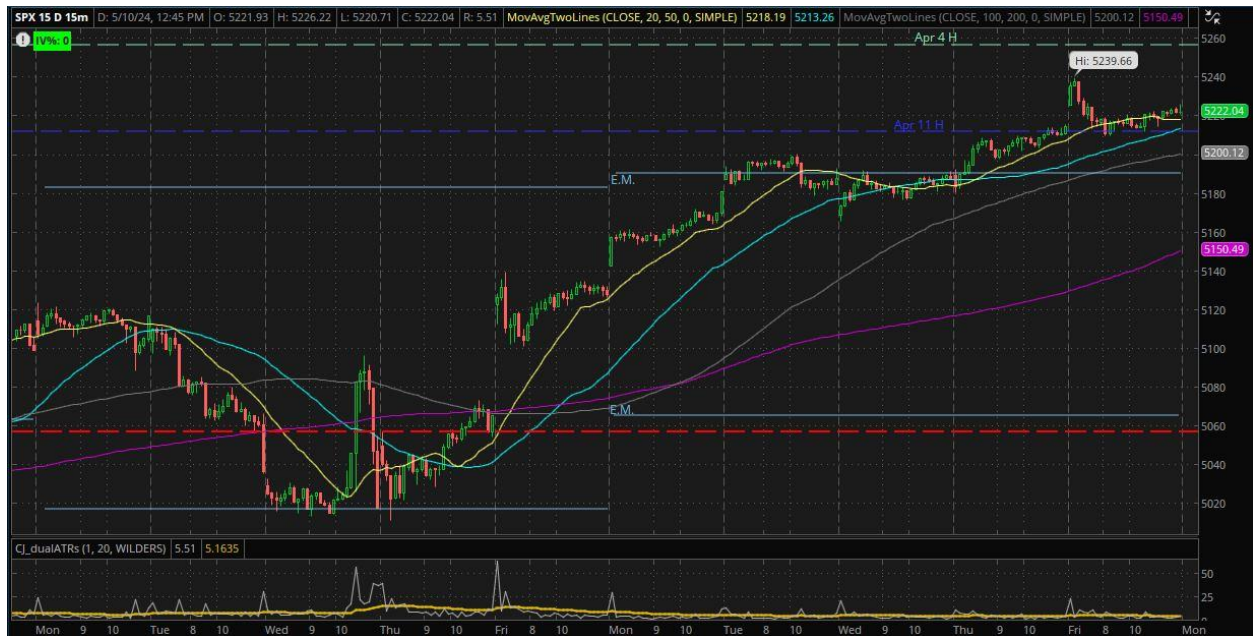 SPX 15 D 15m D: 5/10/24, 12:45 PM O: 5221.93 H: 5226.22 L: 5220.71 C: 5222.04 R: 5.51 MovAvgTwoLines (CLOSE, 20, 50, 0, SIMPLE) 5218.19 5213.26 MovAvgTwoLines (CLOSE, 100, 200, 0, SIMPLE) 5200.12 5150.49
IV%: 0
Apr 4 H
5260
Hi: 5239.66
5240
5222.04
5220
Apr 11 H
5200.12
E.M.
5180
5160
5150.49
5140
5120
5100
5080
E.M.
5060
5040
5020
CJ_dualATRs (1, 20, WILDERS) 5.51 5.1635
50
25
0
Mon 9 10 Tue 8 10 Wed 9 10 Thu 9 10 Fri 8 10 Mon 9 10 Tue 8 10 Wed 9 10 Thu 9 10 Fri 8 10 Mon